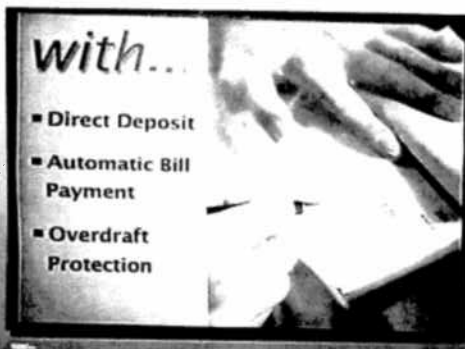 with...
▪ Direct Deposit
▪ Automatic Bill
Payment
▪ Overdraft
Protection